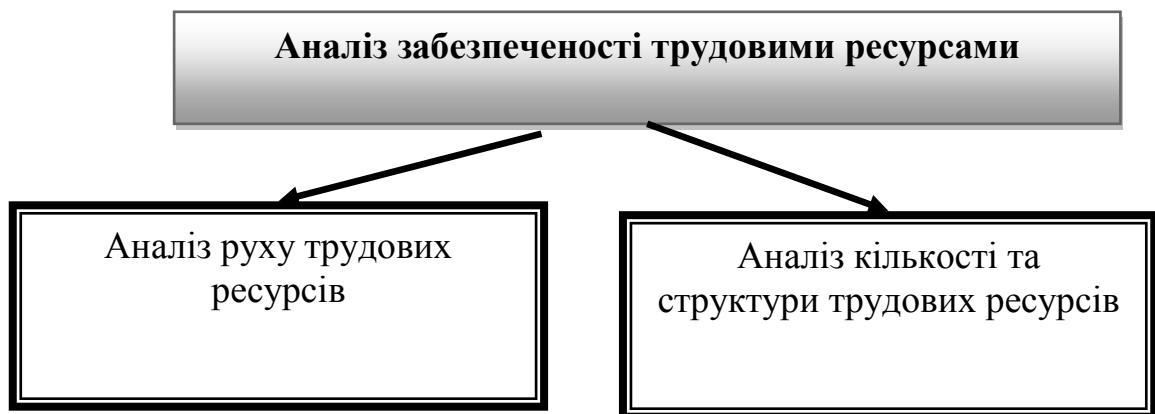 Аналіз забезпеченості трудовими ресурсами
Аналіз руху трудових
ресурсів
Аналіз кількості та
структури трудових ресурсів